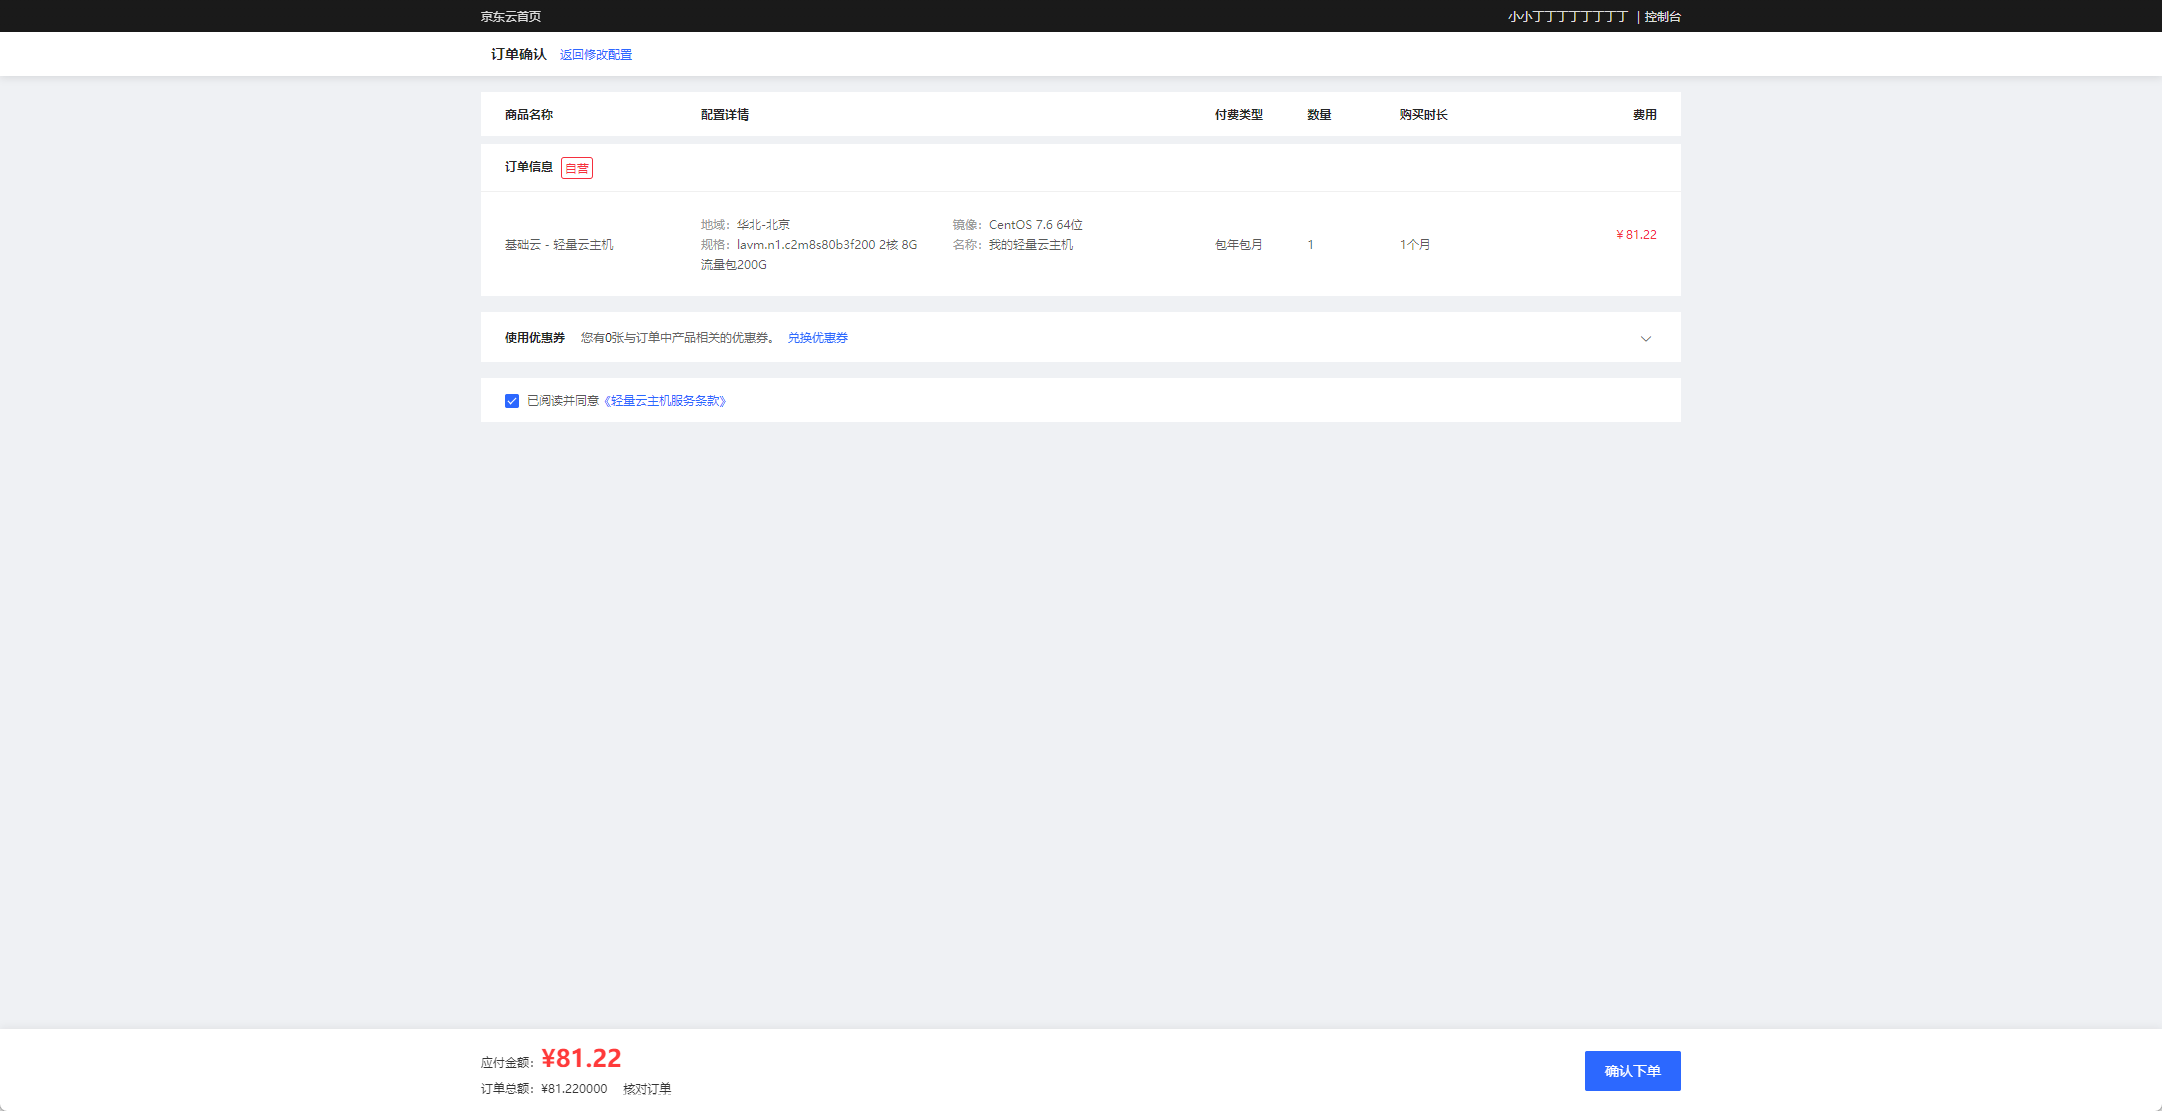 京东云首页
小小丁丁丁丁丁丁丁丁 | 控制台
订单确认 返回修改配置
商品名称 配置详情 付费类型 数量 购买时长 费用
订单信息 自营
地域：华北-北京 镜像：CentOS 7.6 64位
¥ 81.22
基础云 - 轻量云主机 规格：lavm.n1.c2m8s80b3f200 2核 8G 名称：我的轻量云主机 包年包月 1 1个月
流量包200G
使用优惠券 您有0张与订单中产品相关的优惠券。 兑换优惠券
已阅读并同意《轻量云主机服务条款》
应付金额：¥81.22
确认下单
订单总额：¥81.220000 核对订单